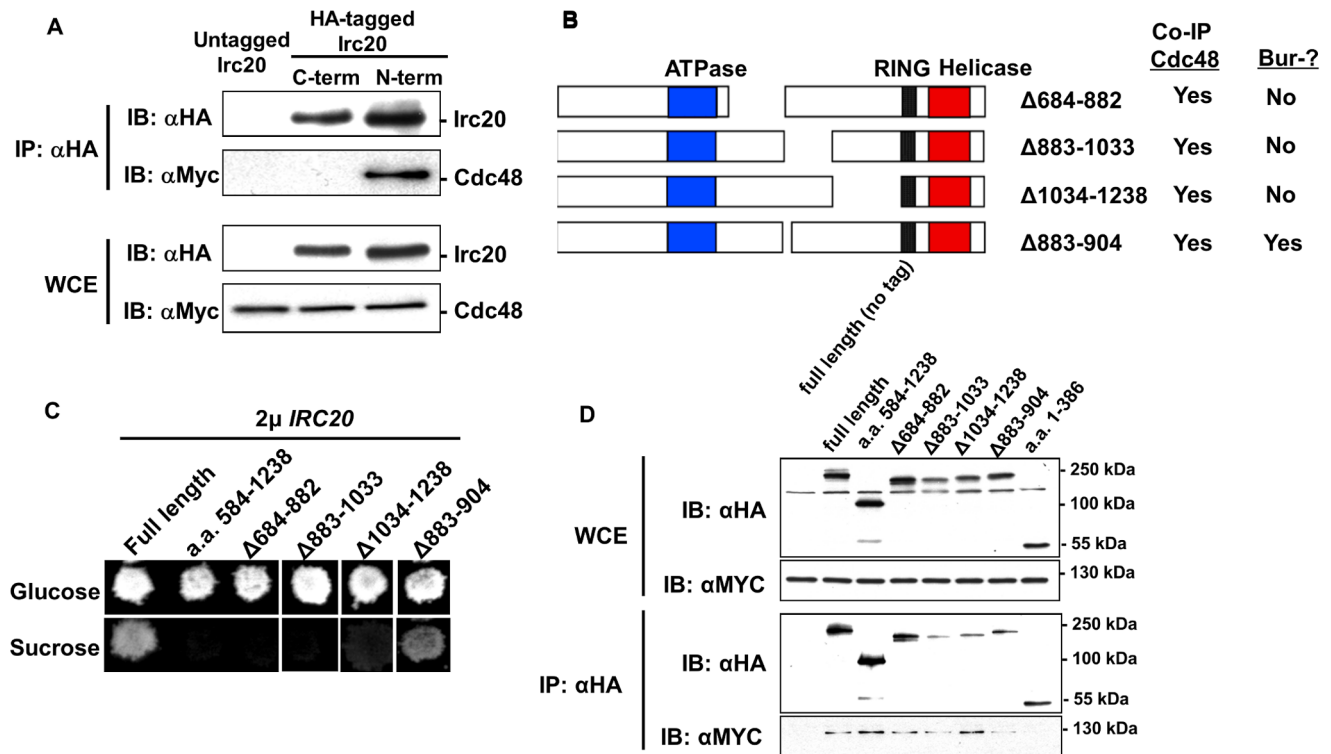 A
Untagged
Irc20
HA-tagged
Irc20
C-term N-term
IP: αHA
IB: αHA
Irc20
IB: αMyc
Cdc48
WCE
IB: αHA
Irc20
IB: αMyc
Cdc48
B
Co-IP
Cdc48
Bur-?
ATPase
RING Helicase
Δ684-882 Yes No
Δ883-1033 Yes No
Δ1034-1238 Yes No
Δ883-904 Yes Yes
C
2μ IRC20
Full length
a.a. 584-1238
Δ684-882
Δ883-1033
Δ1034-1238
Δ883-904
Glucose
Sucrose
D
full length (no tag)
full length
a.a. 584-1238
Δ684-882
Δ883-1033
Δ1034-1238
Δ883-904
a.a. 1-386
WCE
IB: αHA
250 kDa
100 kDa
55 kDa
IB: αMYC
130 kDa
IP: αHA
IB: αHA
250 kDa
100 kDa
55 kDa
IB: αMYC
130 kDa